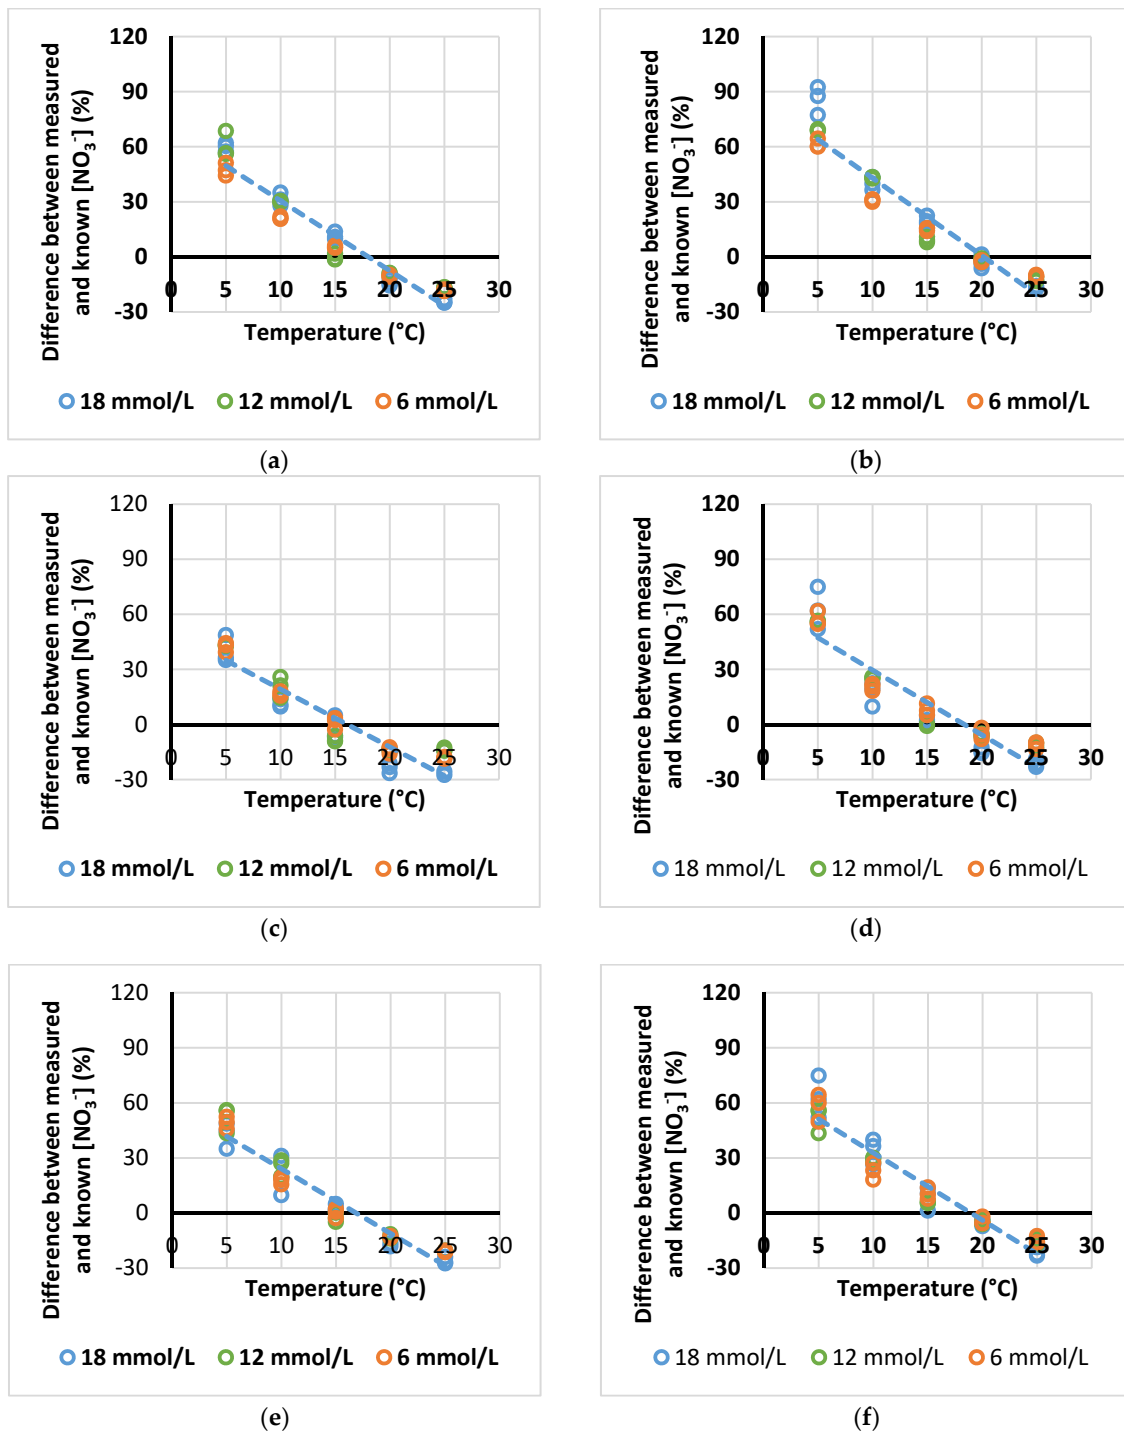 120
90
60
30
0
-30
0 5 10 15 20 25 30
Difference between measured
and known [NO₃⁻] (%)
Temperature (°C)
18 mmol/L 12 mmol/L 6 mmol/L
(a)
120
90
60
30
0
-30
0 5 10 15 20 25 30
Difference between measured
and known [NO₃⁻] (%)
Temperature (°C)
18 mmol/L 12 mmol/L 6 mmol/L
(b)
120
90
60
30
0
-30
0 5 10 15 20 25 30
Difference between measured
and known [NO₃⁻] (%)
Temperature (°C)
18 mmol/L 12 mmol/L 6 mmol/L
(c)
120
90
60
30
0
-30
0 5 10 15 20 25 30
Difference between measured
and known [NO₃⁻] (%)
Temperature (°C)
18 mmol/L 12 mmol/L 6 mmol/L
(d)
120
90
60
30
0
-30
0 5 10 15 20 25 30
Difference between measured
and known [NO₃⁻] (%)
Temperature (°C)
18 mmol/L 12 mmol/L 6 mmol/L
(e)
120
90
60
30
0
-30
0 5 10 15 20 25 30
Difference between measured
and known [NO₃⁻] (%)
Temperature (°C)
18 mmol/L 12 mmol/L 6 mmol/L
(f)